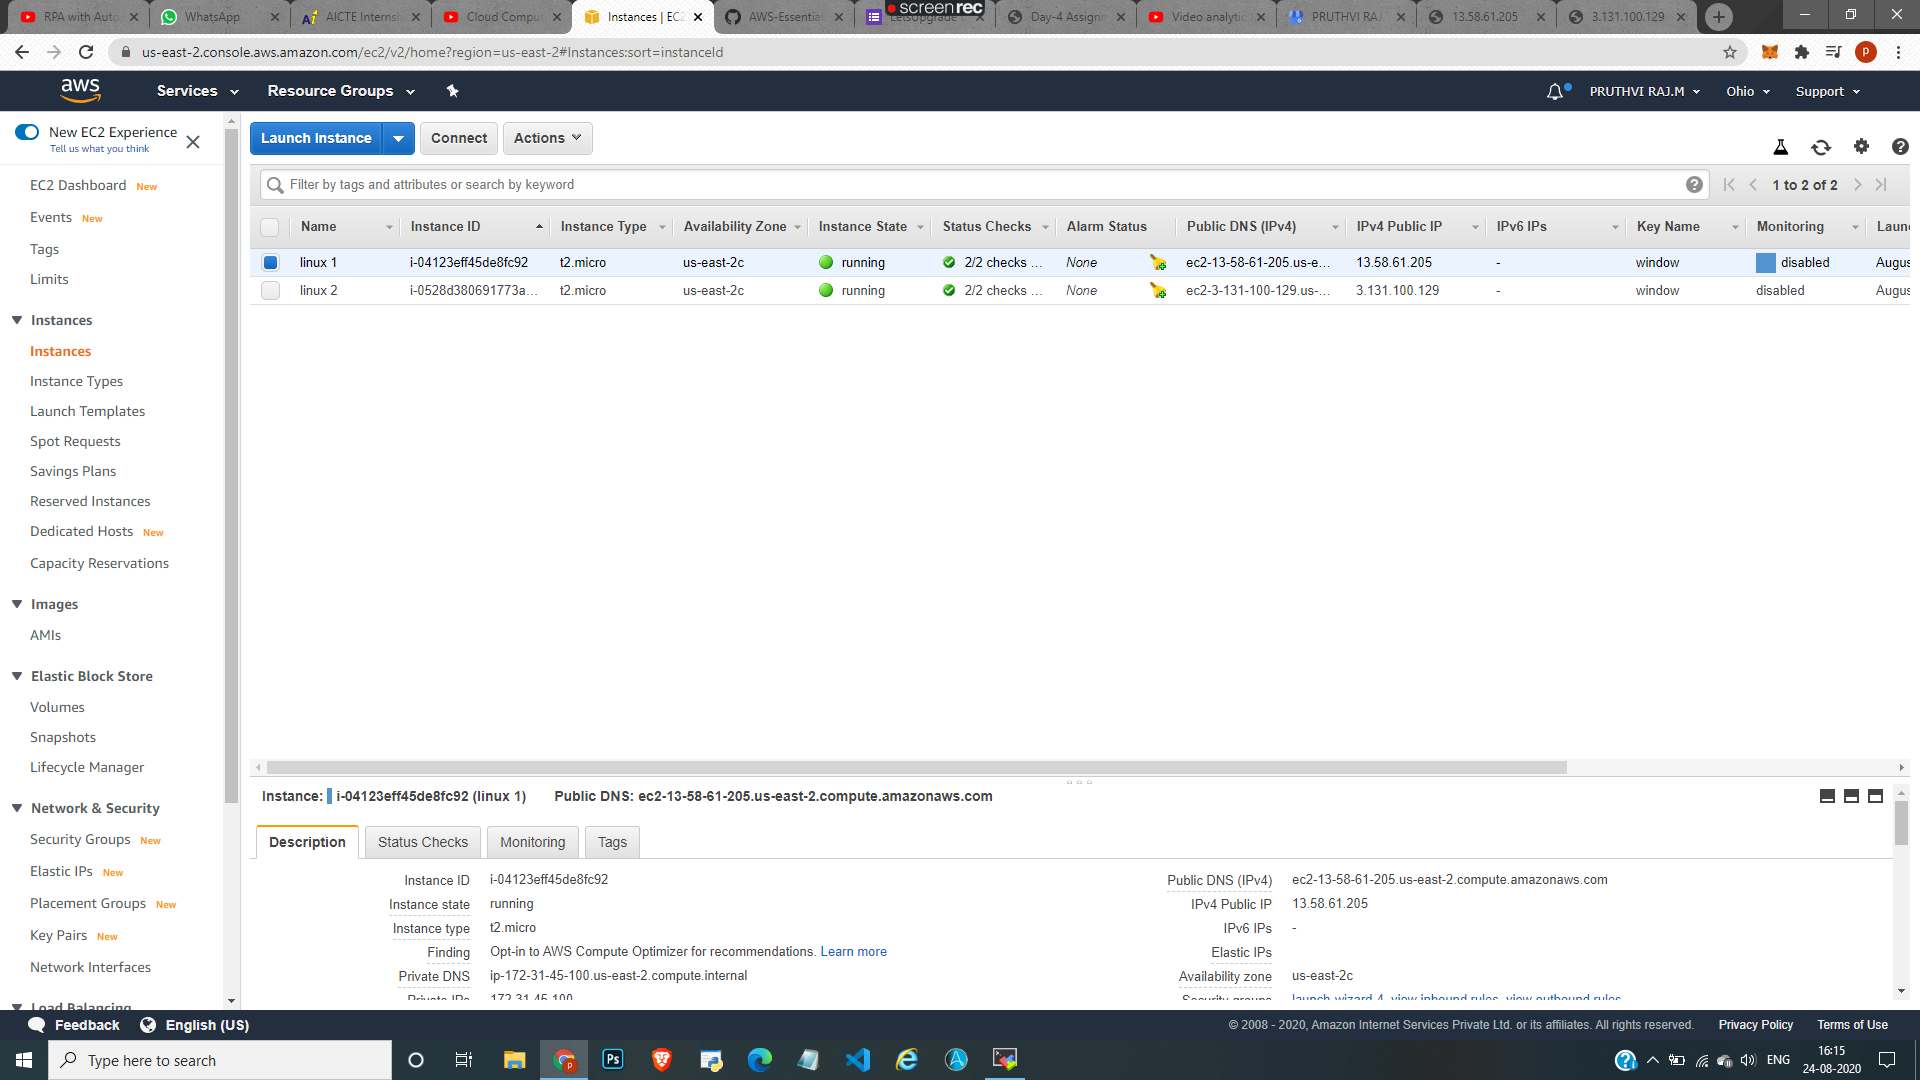 RPA with Auto
WhatsApp
AICTE Internsh
Cloud Compu
Instances | EC2
AWS-Essential
LetsUpgrade
screenrec
Day-4 Assignm
Video analytic
PRUTHVI RAJ
13.58.61.205
3.131.100.129
us-east-2.console.aws.amazon.com/ec2/v2/home?region=us-east-2#Instances:sort=instanceId
P
aws Services Resource Groups PRUTHVI RAJ.M Ohio Support
New EC2 Experience
Tell us what you think
EC2 Dashboard New
Events New
Tags
Limits
Instances
Instances
Instance Types
Launch Templates
Spot Requests
Savings Plans
Reserved Instances
Dedicated Hosts New
Capacity Reservations
Images
AMIs
Elastic Block Store
Volumes
Snapshots
Lifecycle Manager
Network & Security
Security Groups New
Elastic IPs New
Placement Groups New
Key Pairs New
Network Interfaces
Load Balancing
Launch Instance Connect Actions
Filter by tags and attributes or search by keyword 1 to 2 of 2
Name Instance ID Instance Type Availability Zone Instance State Status Checks Alarm Status Public DNS (IPv4) IPv4 Public IP IPv6 IPs Key Name Monitoring Laun
linux 1 i-04123eff45de8fc92 t2.micro us-east-2c running 2/2 checks ... None ec2-13-58-61-205.us-e... 13.58.61.205 - window disabled Augus
linux 2 i-0528d380691773a... t2.micro us-east-2c running 2/2 checks ... None ec2-3-131-100-129.us-... 3.131.100.129 - window disabled Augus
Instance: i-04123eff45de8fc92 (linux 1) Public DNS: ec2-13-58-61-205.us-east-2.compute.amazonaws.com
Description Status Checks Monitoring Tags
Instance ID i-04123eff45de8fc92 Public DNS (IPv4) ec2-13-58-61-205.us-east-2.compute.amazonaws.com
Instance state running IPv4 Public IP 13.58.61.205
Instance type t2.micro IPv6 IPs -
Finding Opt-in to AWS Compute Optimizer for recommendations. Learn more Elastic IPs
Private DNS ip-172-31-45-100.us-east-2.compute.internal Availability zone us-east-2c
Private IPs 172.31.45.100 Security groups launch-wizard-4. view inbound rules. view outbound rules
Feedback English (US) © 2008 - 2020, Amazon Internet Services Private Ltd. or its affiliates. All rights reserved. Privacy Policy Terms of Use
Type here to search
Ps
ENG
16:15
24-08-2020